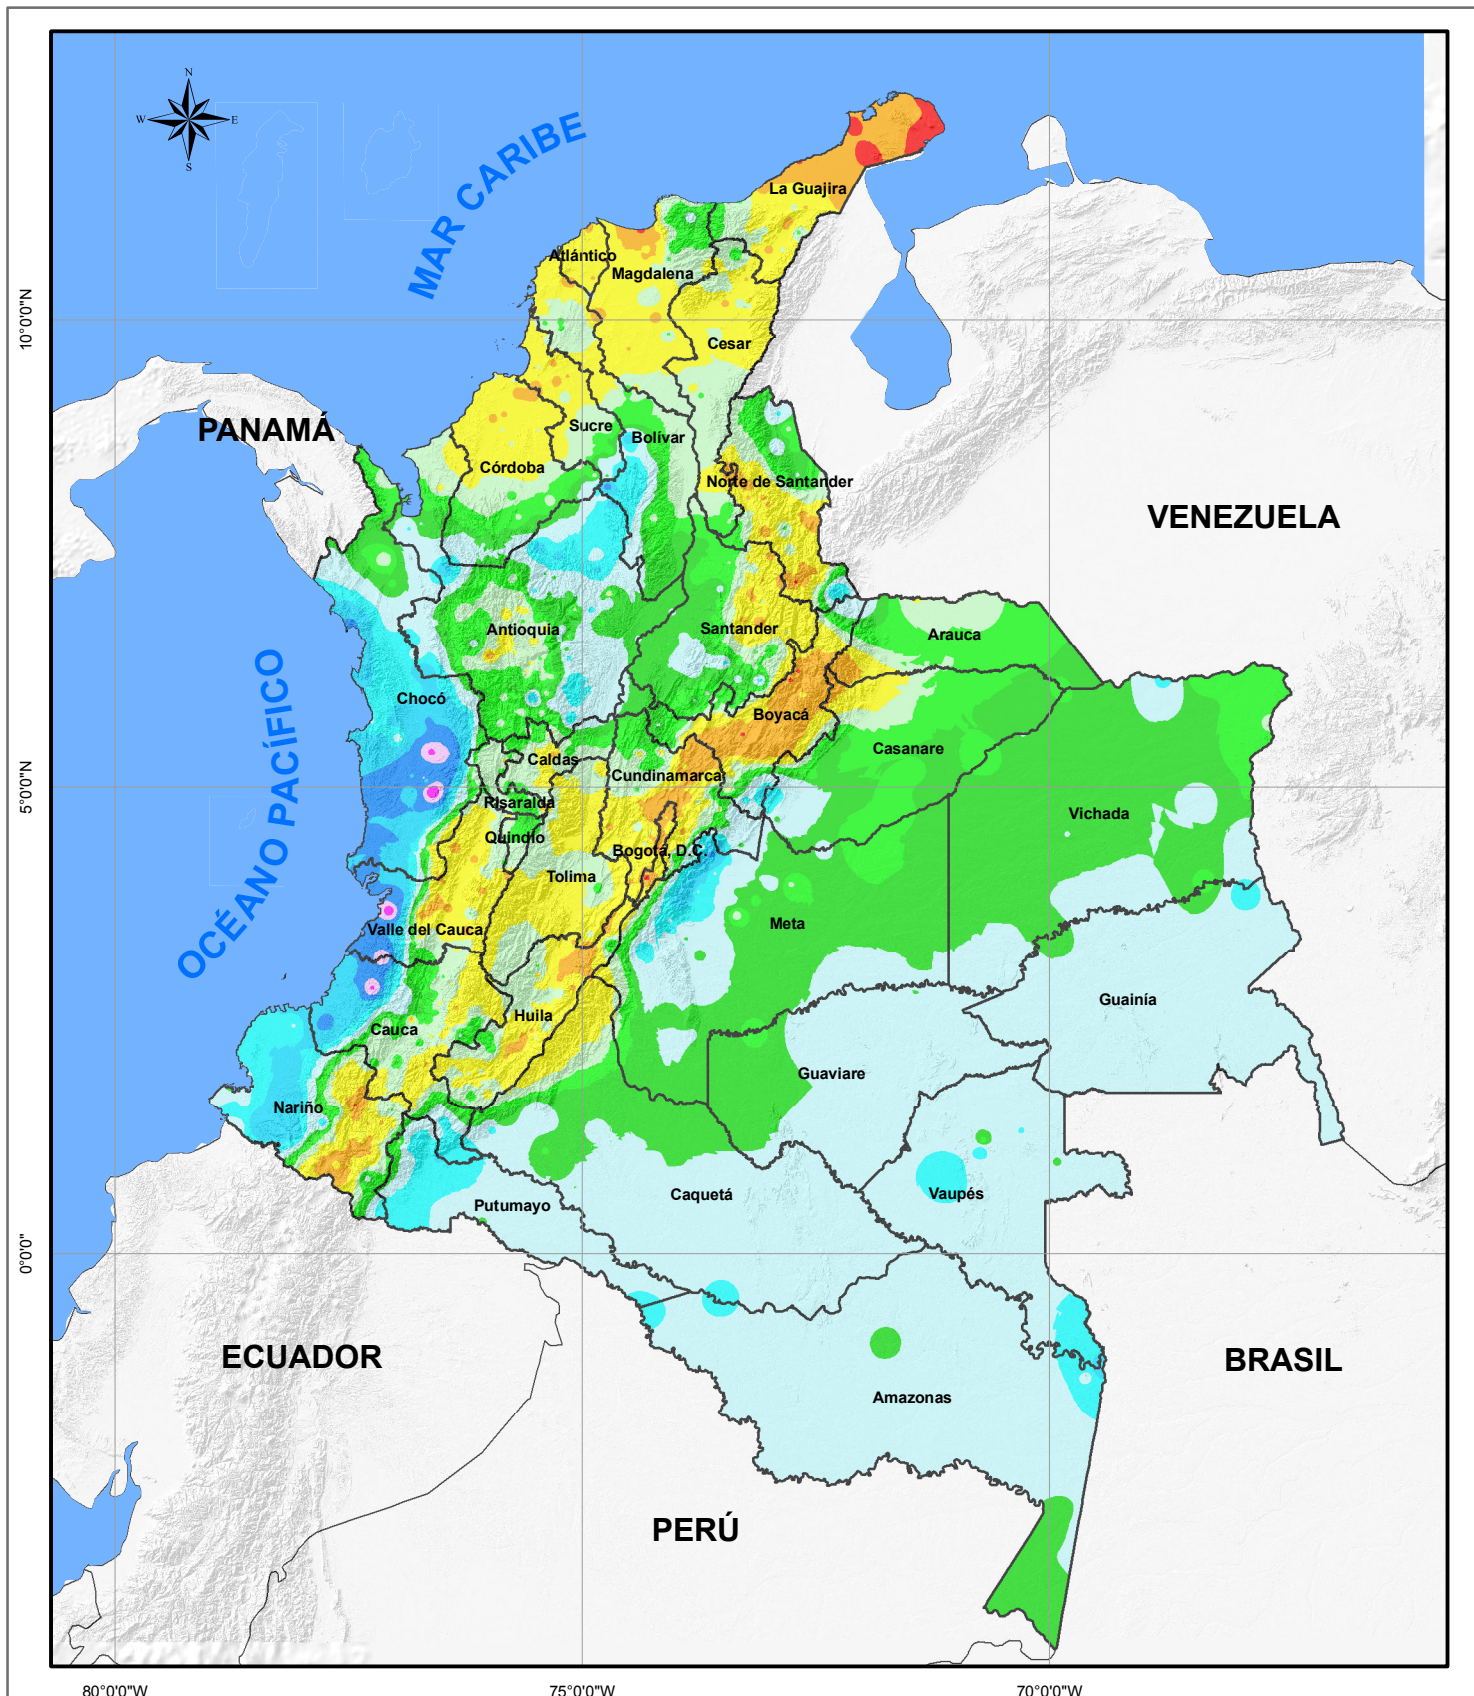 N
W
E
S
MAR CARIBE
La Guajira
Atlántico
Magdalena
10°0'0"N
Cesar
PANAMÁ
Sucre
Bolívar
Córdoba
Norte de Santander
VENEZUELA
Antioquia
Santander
Arauca
OCÉANO PACÍFICO
Chocó
Boyacá
Casanare
Caldas
Cundinamarca
5°0'0"N
Risaralda
Vichada
Quindío
Bogotá, D.C.
Tolima
Meta
Valle del Cauca
Guainía
Huila
Cauca
Guaviare
Nariño
Caquetá
Vaupés
Putumayo
0°0'0"
ECUADOR
BRASIL
Amazonas
PERÚ
80°0'0"W
75°0'0"W
70°0'0"W